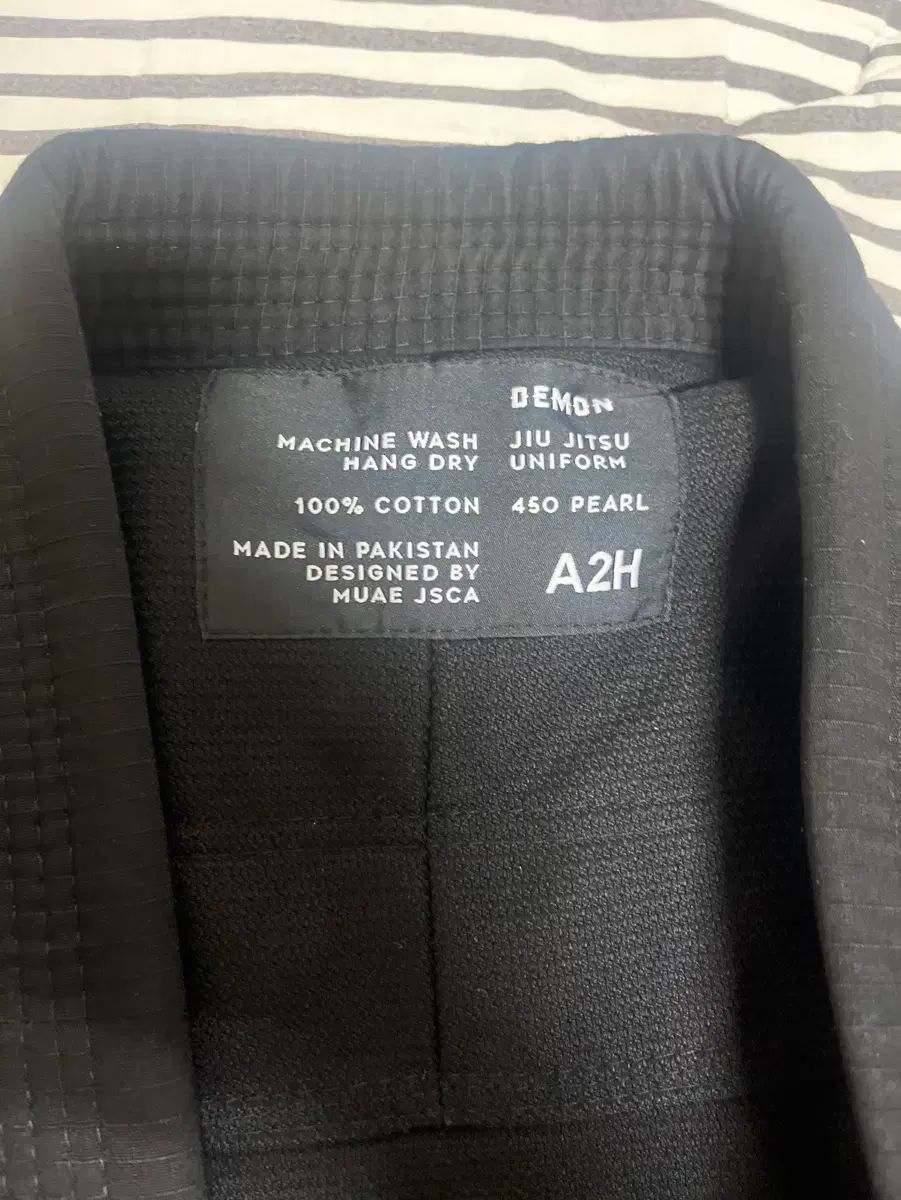 MACHINE WASH
HANG DRY
100% COTTON
MADE IN PAKISTAN
DESIGNED BY
MUAE JSCA
DEMON
JIU JITSU
UNIFORM
450 PEARL
A2H